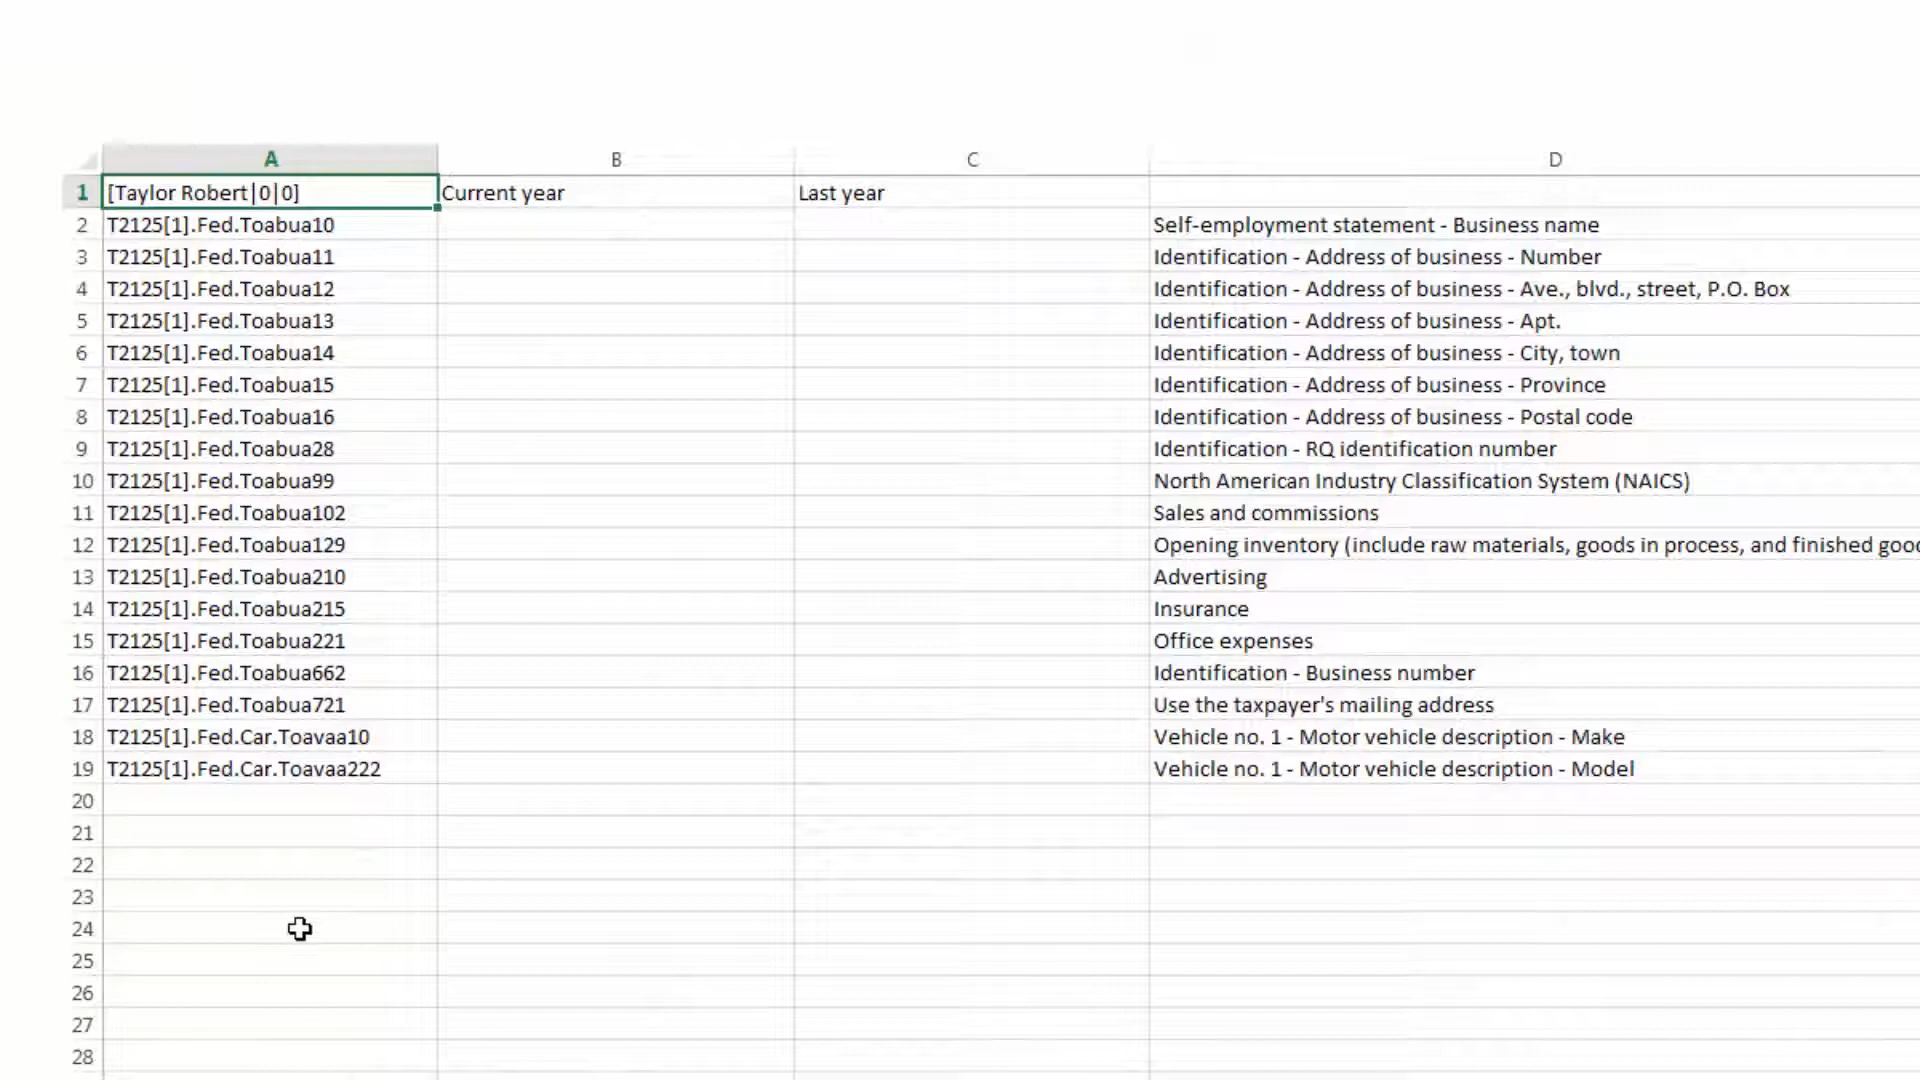 A B C D
1 [Taylor Robert|0|0] Current year Last year
2 T2125[1].Fed.Toabua10 Self-employment statement - Business name
3 T2125[1].Fed.Toabua11 Identification - Address of business - Number
4 T2125[1].Fed.Toabua12 Identification - Address of business - Ave., blvd., street, P.O. Box
5 T2125[1].Fed.Toabua13 Identification - Address of business - Apt.
6 T2125[1].Fed.Toabua14 Identification - Address of business - City, town
7 T2125[1].Fed.Toabua15 Identification - Address of business - Province
8 T2125[1].Fed.Toabua16 Identification - Address of business - Postal code
9 T2125[1].Fed.Toabua28 Identification - RQ identification number
10 T2125[1].Fed.Toabua99 North American Industry Classification System (NAICS)
11 T2125[1].Fed.Toabua102 Sales and commissions
12 T2125[1].Fed.Toabua129 Opening inventory (include raw materials, goods in process, and finished
13 T2125[1].Fed.Toabua210 Advertising
14 T2125[1].Fed.Toabua215 Insurance
15 T2125[1].Fed.Toabua221 Office expenses
16 T2125[1].Fed.Toabua662 Identification - Business number
17 T2125[1].Fed.Toabua721 Use the taxpayer's mailing address
18 T2125[1].Fed.Car.Toavaa10 Vehicle no. 1 - Motor vehicle description - Make
19 T2125[1].Fed.Car.Toavaa222 Vehicle no. 1 - Motor vehicle description - Model
20
21
22
23
24
25
26
27
28